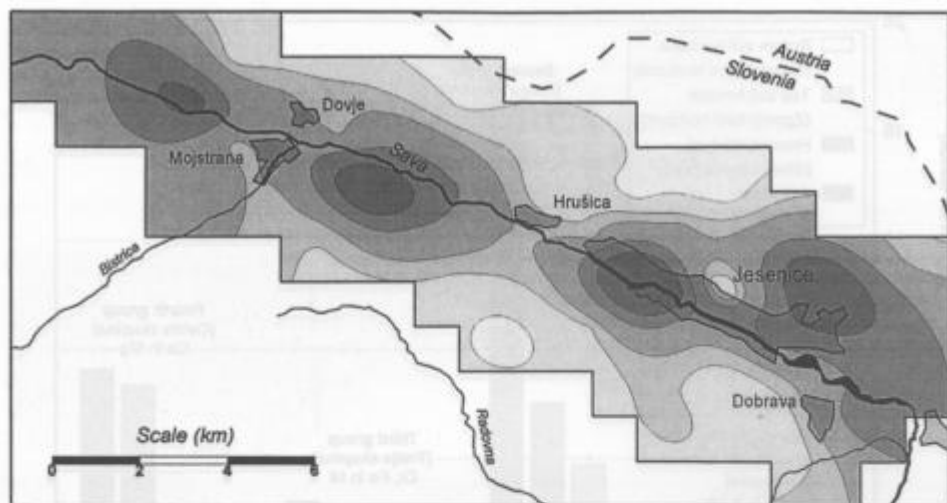 Austria
Slovenia
Dovje
Mojstrana
Sava
Hrušica
Bistrica
Jesenice
Radovna
Dobrava
Scale (km)
0 2 4 6